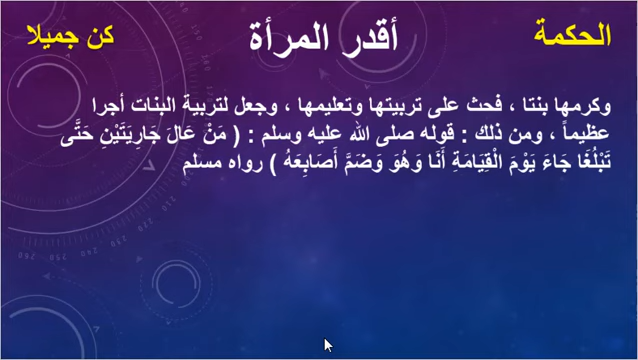 الحكمة
أقدر المرأة
كن جميلا
وكرمها بنتا ، فحث على تربيتها وتعليمها ، وجعل لتربية البنات أجرا
عظيماً ، ومن ذلك : قوله صلى الله عليه وسلم : ( مَنْ عَالَ جَارِيَتَيْنِ حَتَّى
تَبْلُغَا جَاءَ يَوْمَ الْقِيَامَةِ أَنَا وَهُوَ وَضَمَّ أَصَابِعَهُ ) رواه مسلم